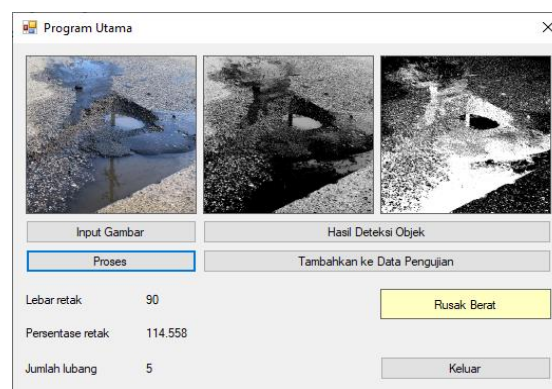 Program Utama
Input Gambar
Hasil Deteksi Objek
Proses
Tambahkan ke Data Pengujian
Lebar retak 90
Rusak Berat
Persentase retak 114.558
Jumlah lubang 5
Keluar